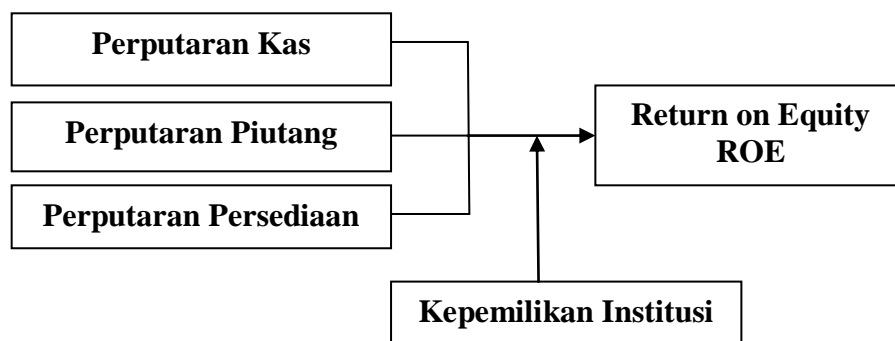 Perputaran Kas
Perputaran Piutang
Perputaran Persediaan
Return on Equity
ROE
Kepemilikan Institusi